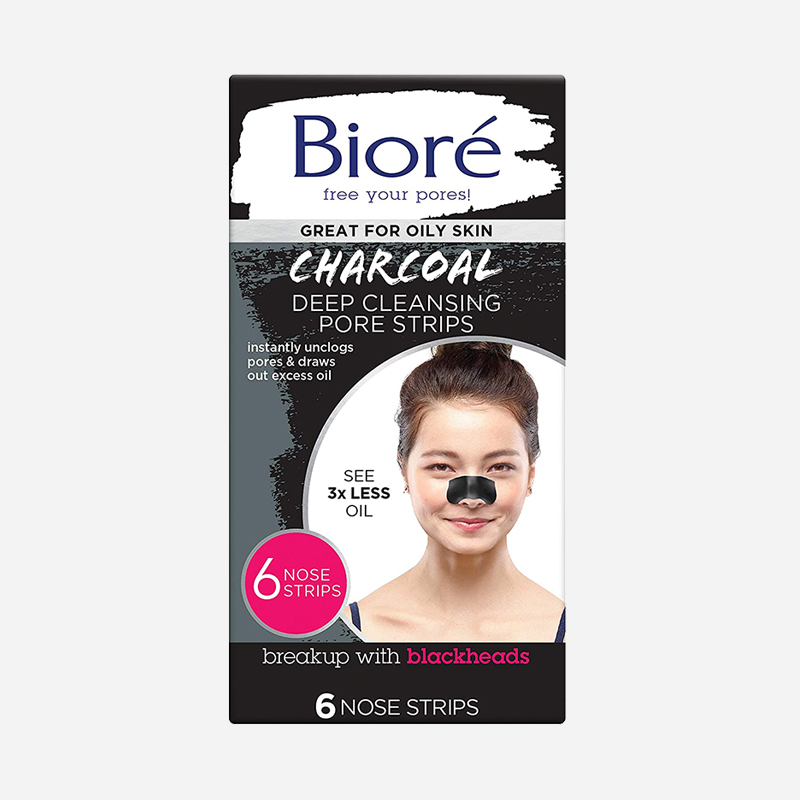 Bioré
free your pores!
GREAT FOR OILY SKIN
CHARCOAL
DEEP CLEANSING
PORE STRIPS
instantly unclogs
pores & draws
out excess oil
SEE
3x LESS
OIL
6 NOSE
STRIPS
breakup with blackheads
6 NOSE STRIPS